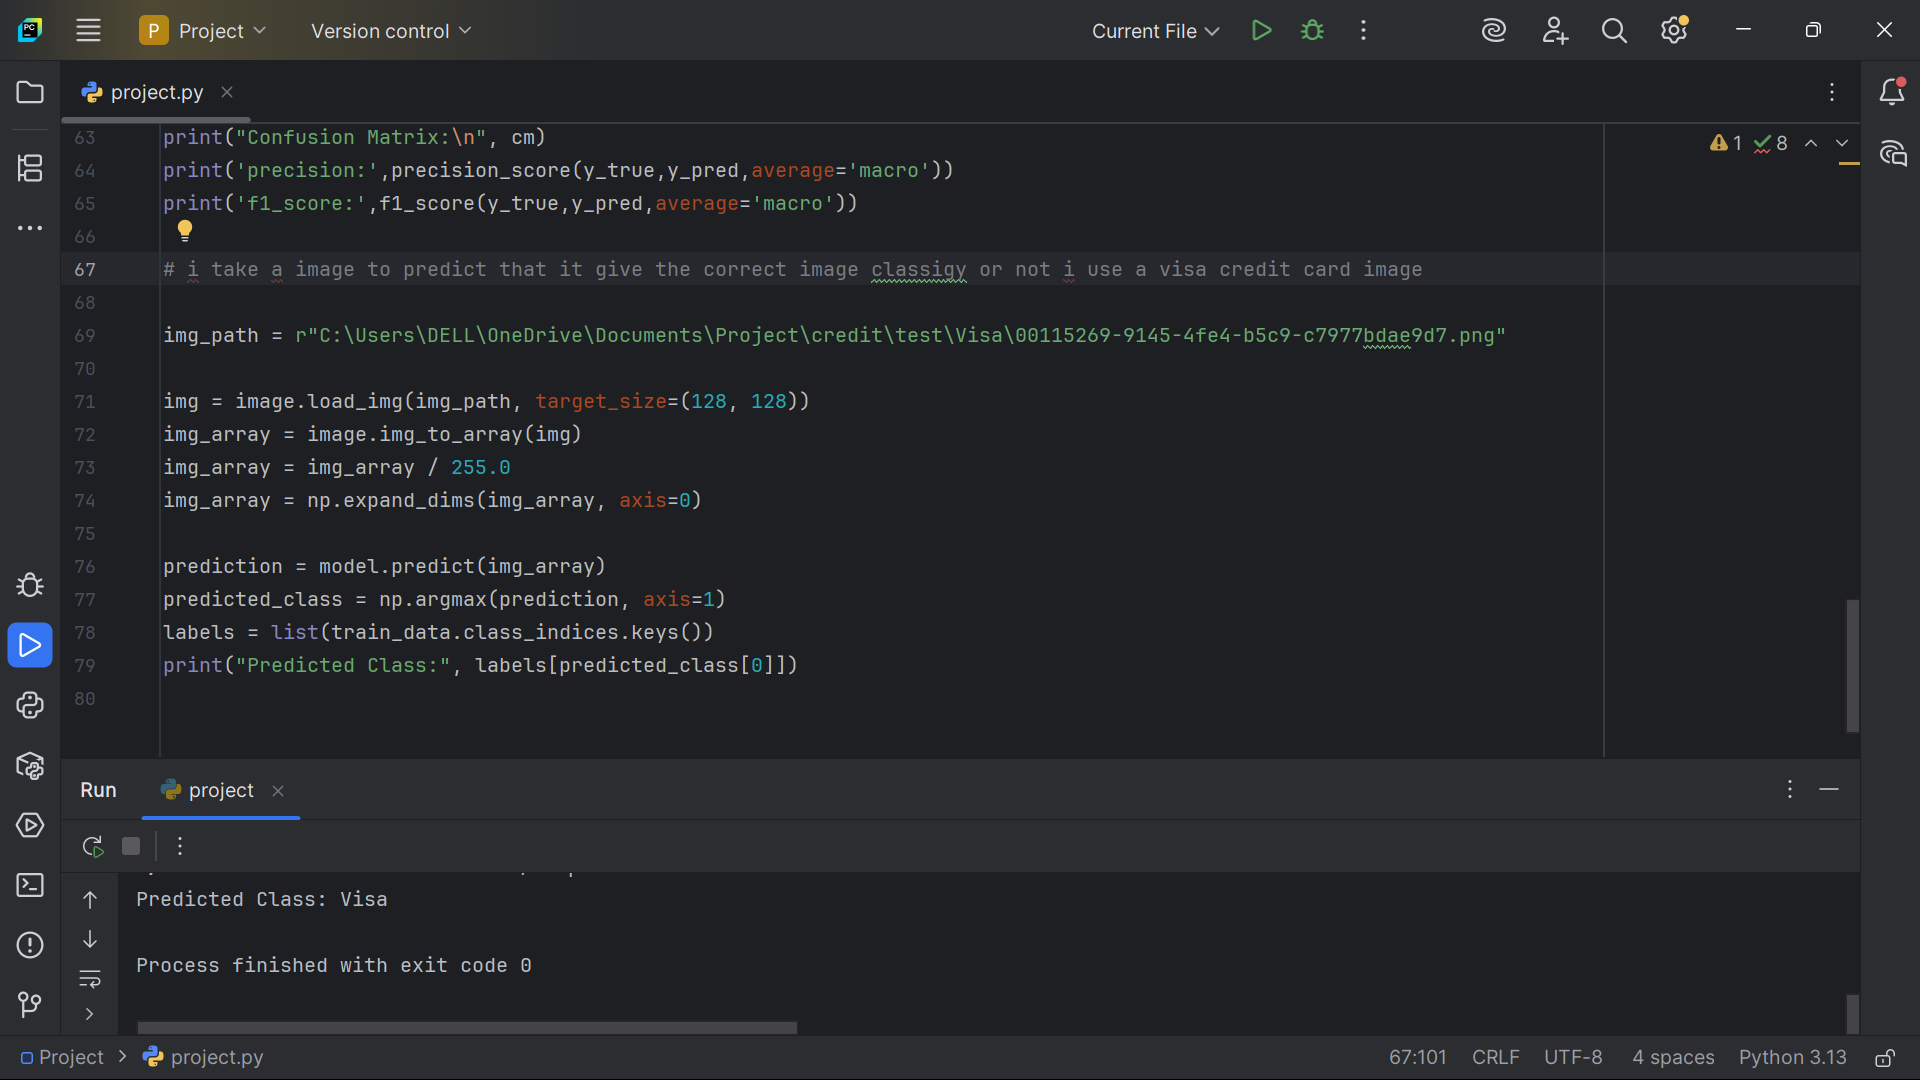 P Project Version control Current File
project.py
63 print("Confusion Matrix:\n", cm)
64 print('precision:',precision_score(y_true,y_pred,average='macro'))
65 print('f1_score:',f1_score(y_true,y_pred,average='macro'))
66
67 # i take a image to predict that it give the correct image classigy or not i use a visa credit card image
68
69 img_path = r"C:\Users\DELL\OneDrive\Documents\Project\credit\test\Visa\00115269-9145-4fe4-b5c9-c7977bdae9d7.png"
70
71 img = image.load_img(img_path, target_size=(128, 128))
72 img_array = image.img_to_array(img)
73 img_array = img_array / 255.0
74 img_array = np.expand_dims(img_array, axis=0)
75
76 prediction = model.predict(img_array)
77 predicted_class = np.argmax(prediction, axis=1)
78 labels = list(train_data.class_indices.keys())
79 print("Predicted Class:", labels[predicted_class[0]])
80
1 8
Run project
Predicted Class: Visa
Process finished with exit code 0
Project > project.py 67:101 CRLF UTF-8 4 spaces Python 3.13